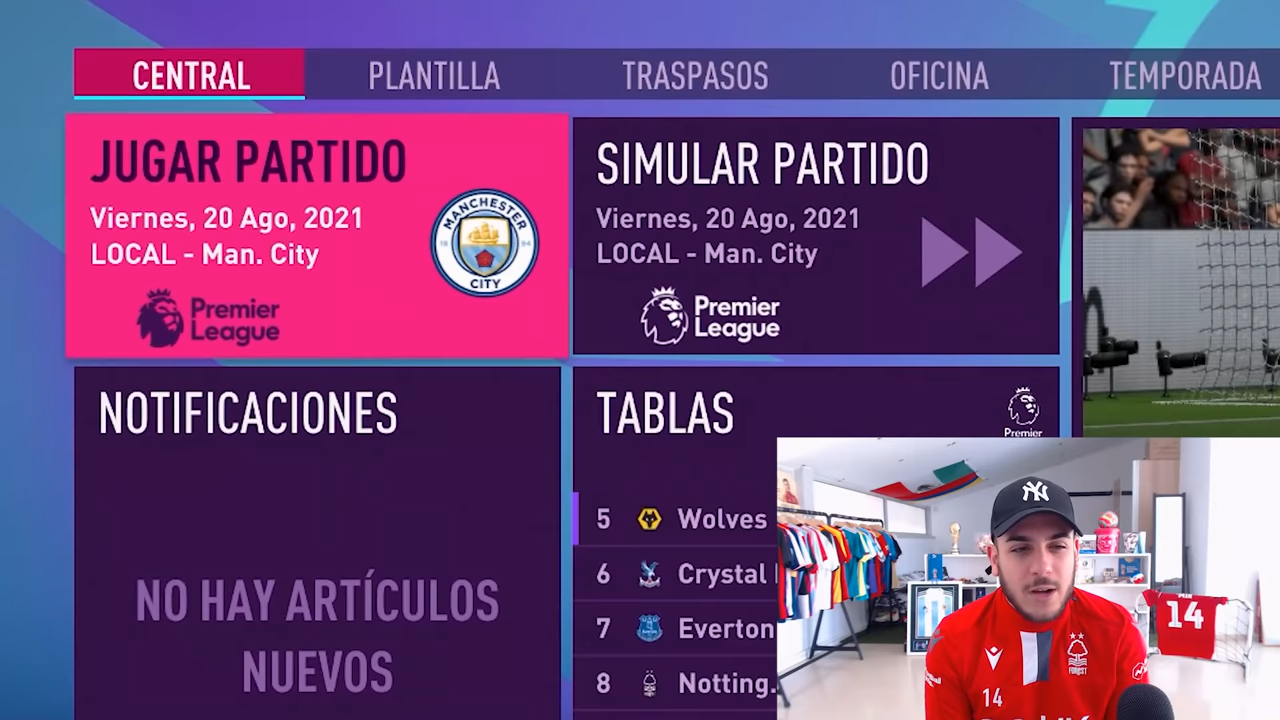 CENTRAL
PLANTILLA
TRASPASOS
OFICINA
TEMPORADA
JUGAR PARTIDO
Viernes, 20 Ago, 2021
LOCAL - Man. City
MANCHESTER
CITY
Premier
League
SIMULAR PARTIDO
Viernes, 20 Ago, 2021
LOCAL - Man. City
Premier
League
NOTIFICACIONES
NO HAY ARTÍCULOS
NUEVOS
TABLAS
Premier
5 Wolves
6 Crystal
7 Everton
8 Notting.
NY
14
FOREST
14